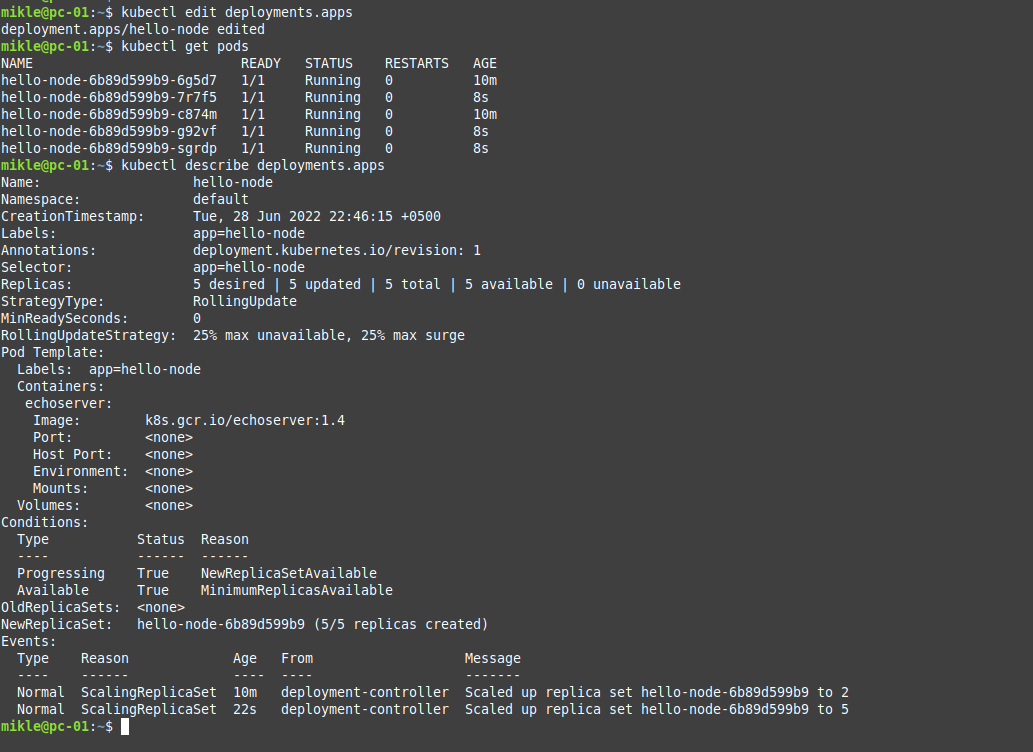 mikle@pc-01:~$ kubectl edit deployments.apps
deployment.apps/hello-node edited
mikle@pc-01:~$ kubectl get pods
NAME                          READY   STATUS    RESTARTS   AGE
hello-node-6b89d599b9-6g5d7   1/1     Running   0          10m
hello-node-6b89d599b9-7r7f5   1/1     Running   0          8s
hello-node-6b89d599b9-c874m   1/1     Running   0          10m
hello-node-6b89d599b9-g92vf   1/1     Running   0          8s
hello-node-6b89d599b9-sgrdp   1/1     Running   0          8s
mikle@pc-01:~$ kubectl describe deployments.apps
Name:                   hello-node
Namespace:              default
CreationTimestamp:      Tue, 28 Jun 2022 22:46:15 +0500
Labels:                 app=hello-node
Annotations:            deployment.kubernetes.io/revision: 1
Selector:               app=hello-node
Replicas:               5 desired | 5 updated | 5 total | 5 available | 0 unavailable
StrategyType:           RollingUpdate
MinReadySeconds:        0
RollingUpdateStrategy:  25% max unavailable, 25% max surge
Pod Template:
  Labels:  app=hello-node
  Containers:
   echoserver:
    Image:        k8s.gcr.io/echoserver:1.4
    Port:         <none>
    Host Port:    <none>
    Environment:  <none>
    Mounts:       <none>
  Volumes:        <none>
Conditions:
  Type           Status  Reason
  ----           ------  ------
  Progressing    True    NewReplicaSetAvailable
  Available      True    MinimumReplicasAvailable
OldReplicaSets:  <none>
NewReplicaSet:   hello-node-6b89d599b9 (5/5 replicas created)
Events:
  Type    Reason             Age   From                   Message
  ----    ------             ----  ----                   -------
  Normal  ScalingReplicaSet  10m   deployment-controller  Scaled up replica set hello-node-6b89d599b9 to 2
  Normal  ScalingReplicaSet  22s   deployment-controller  Scaled up replica set hello-node-6b89d599b9 to 5
mikle@pc-01:~$